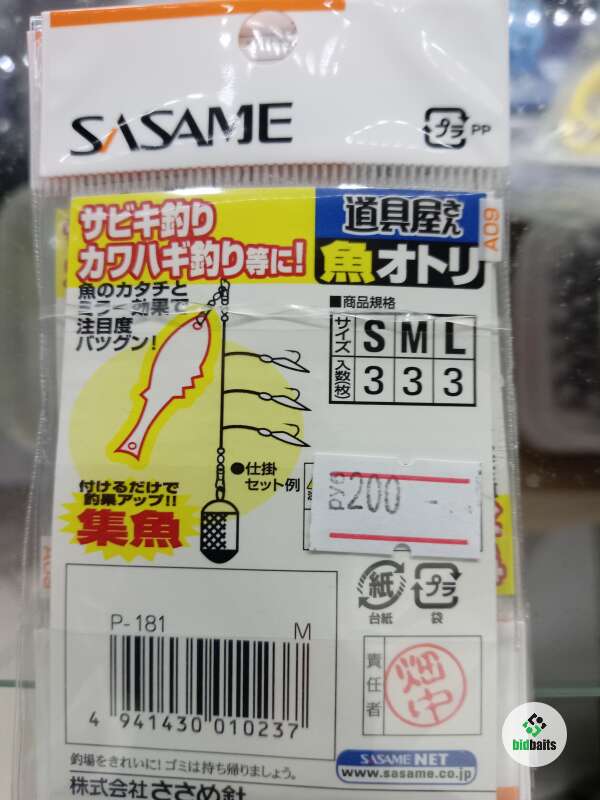 SASAME
プラ PP
サビキ釣り
カワハギ釣り等に!
道具屋さん
魚オトリ
A09
魚のカタチと
ミラー効果で
注目度
バツグン!
■商品規格
サイズ S M L
入数(枚) 3 3 3
●仕掛
セット例
付けるだけで
釣果アップ!!
集魚
руб 200
紙 プラ
台紙 袋
P-181 M
4 941430 010237
責任者 畑中
釣場をきれいに!ゴミは持ち帰りましょう。
SASAME NET
www.sasame.co.jp
株式会社ささめ針
bidbaits